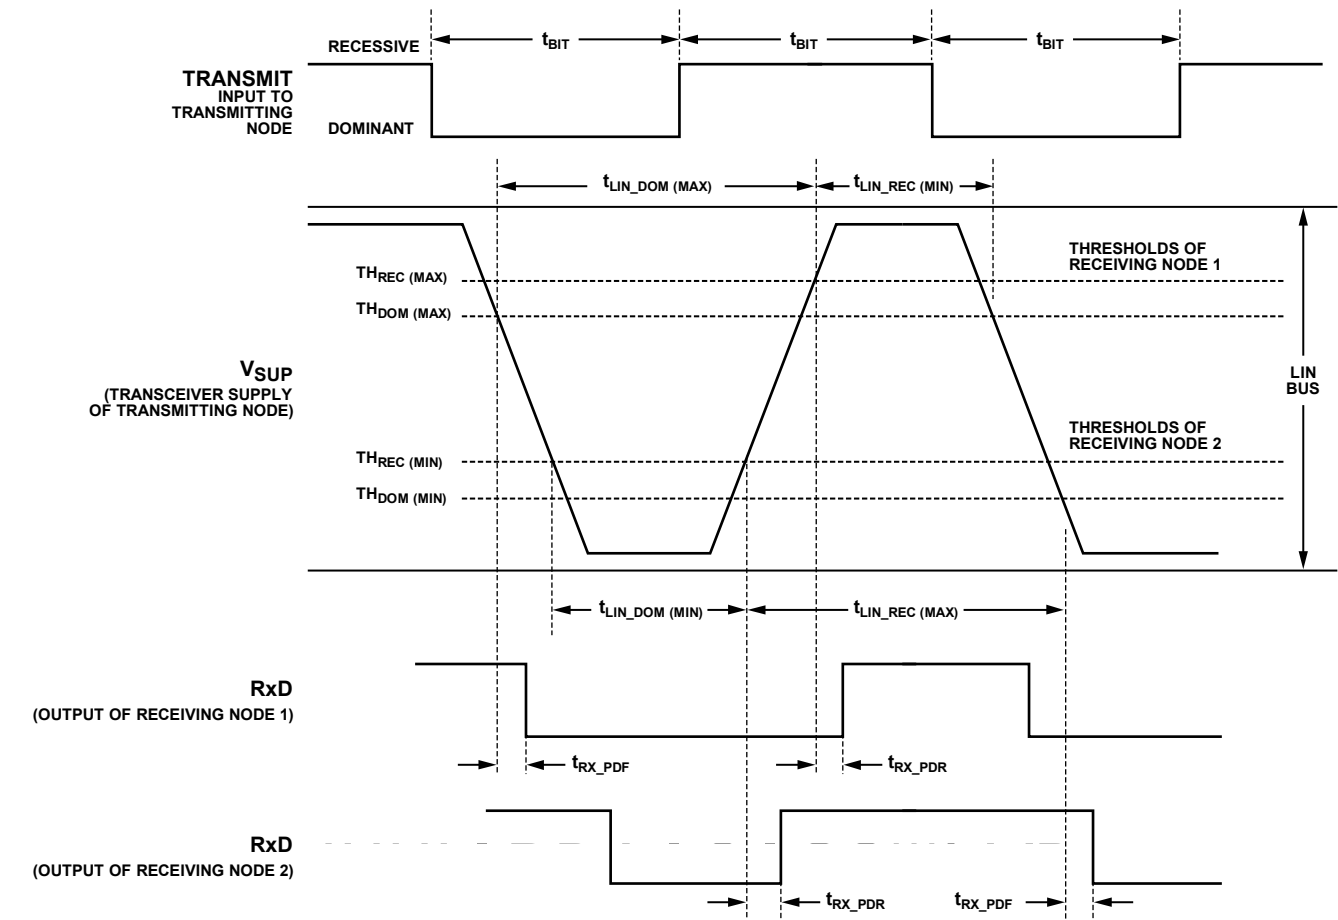 RECESSIVE
tBIT
tBIT
tBIT
TRANSMIT
INPUT TO
TRANSMITTING
NODE
DOMINANT
tLIN_DOM (MAX)
tLIN_REC (MIN)
THRESHOLDS OF
RECEIVING NODE 1
THREC (MAX)
THDOM (MAX)
VSUP
(TRANSCEIVER SUPPLY
OF TRANSMITTING NODE)
LIN
BUS
THRESHOLDS OF
RECEIVING NODE 2
THREC (MIN)
THDOM (MIN)
tLIN_DOM (MIN)
tLIN_REC (MAX)
RxD
(OUTPUT OF RECEIVING NODE 1)
tRX_PDF
tRX_PDR
RxD
(OUTPUT OF RECEIVING NODE 2)
tRX_PDR
tRX_PDF